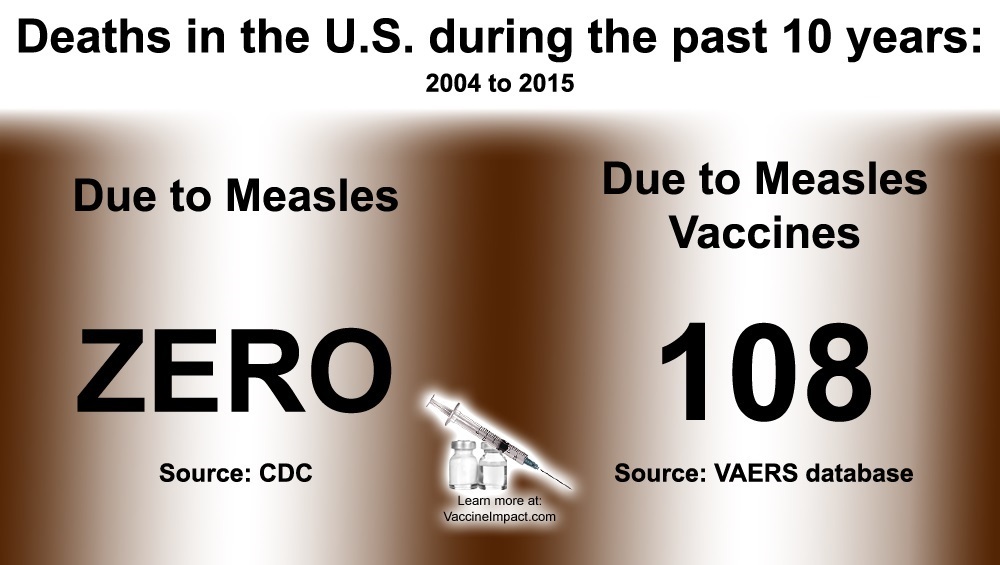 Deaths in the U.S. during the past 10 years:
2004 to 2015
Due to Measles
ZERO
Source: CDC
Due to Measles
Vaccines
108
Source: VAERS database
Learn more at:
VaccineImpact.com